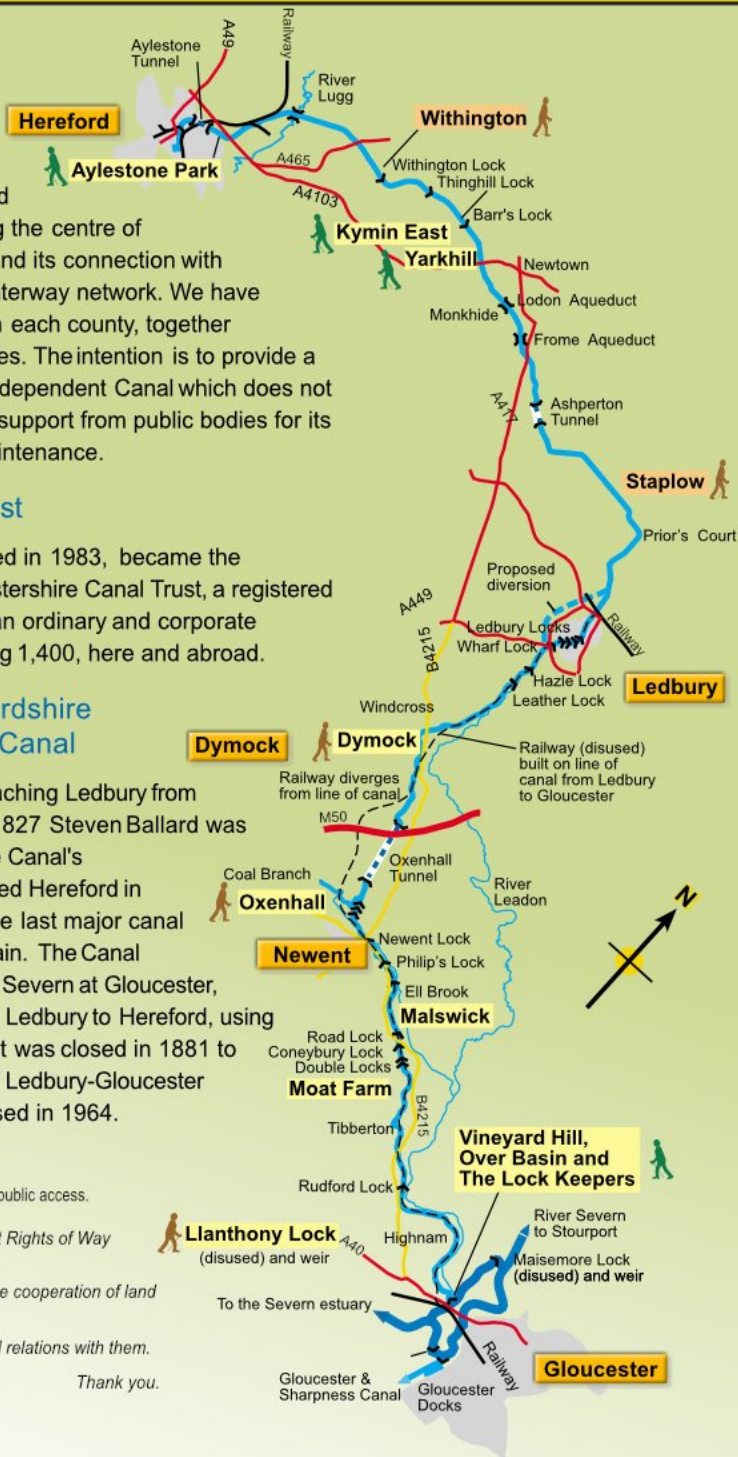 A49
Railway
Aylestone
Tunnel
River
Lugg
Hereford
Withington
Aylestone Park
A465
Withington Lock
Thinghill Lock
A4103
Barr's Lock
Kymin East
Yarkhill
Newtown
Lodon Aqueduct
Monkhide
Frome Aqueduct
A417
Ashperton
Tunnel
Staplow
Prior's Court
Proposed
diversion
A449
Ledbury Locks
Railway
Wharf Lock
B4215
Hazle Lock
Ledbury
Leather Lock
Windcross
Dymock
Dymock
Railway (disused)
built on line of
canal from Ledbury
to Gloucester
Railway diverges
from line of canal
M50
Oxenhall
Tunnel
Coal Branch
River
Leadon
Oxenhall
N
Newent
Newent Lock
Philip's Lock
Ell Brook
Malswick
Road Lock
Coneybury Lock
Double Locks
Moat Farm
B4215
Tibberton
Vineyard Hill,
Over Basin and
The Lock Keepers
Rudford Lock
River Severn
to Stourport
Llanthony Lock
(disused) and weir
A40
Highnam
Maisemore Lock
(disused) and weir
To the Severn estuary
Railway
Gloucester
Gloucester &
Sharpness Canal
Gloucester
Docks
d
g the centre of
nd its connection with
terway network. We have
n each county, together
es. The intention is to provide a
dependent Canal which does not
support from public bodies for its
intenance.
st
ed in 1983, became the
stershire Canal Trust, a registered
an ordinary and corporate
g 1,400, here and abroad.
rdshire
Canal
aching Ledbury from
827 Steven Ballard was
e Canal's
ed Hereford in
e last major canal
ain. The Canal
Severn at Gloucester,
Ledbury to Hereford, using
t was closed in 1881 to
Ledbury-Gloucester
sed in 1964.
public access.
t Rights of Way
e cooperation of land
l relations with them.
Thank you.